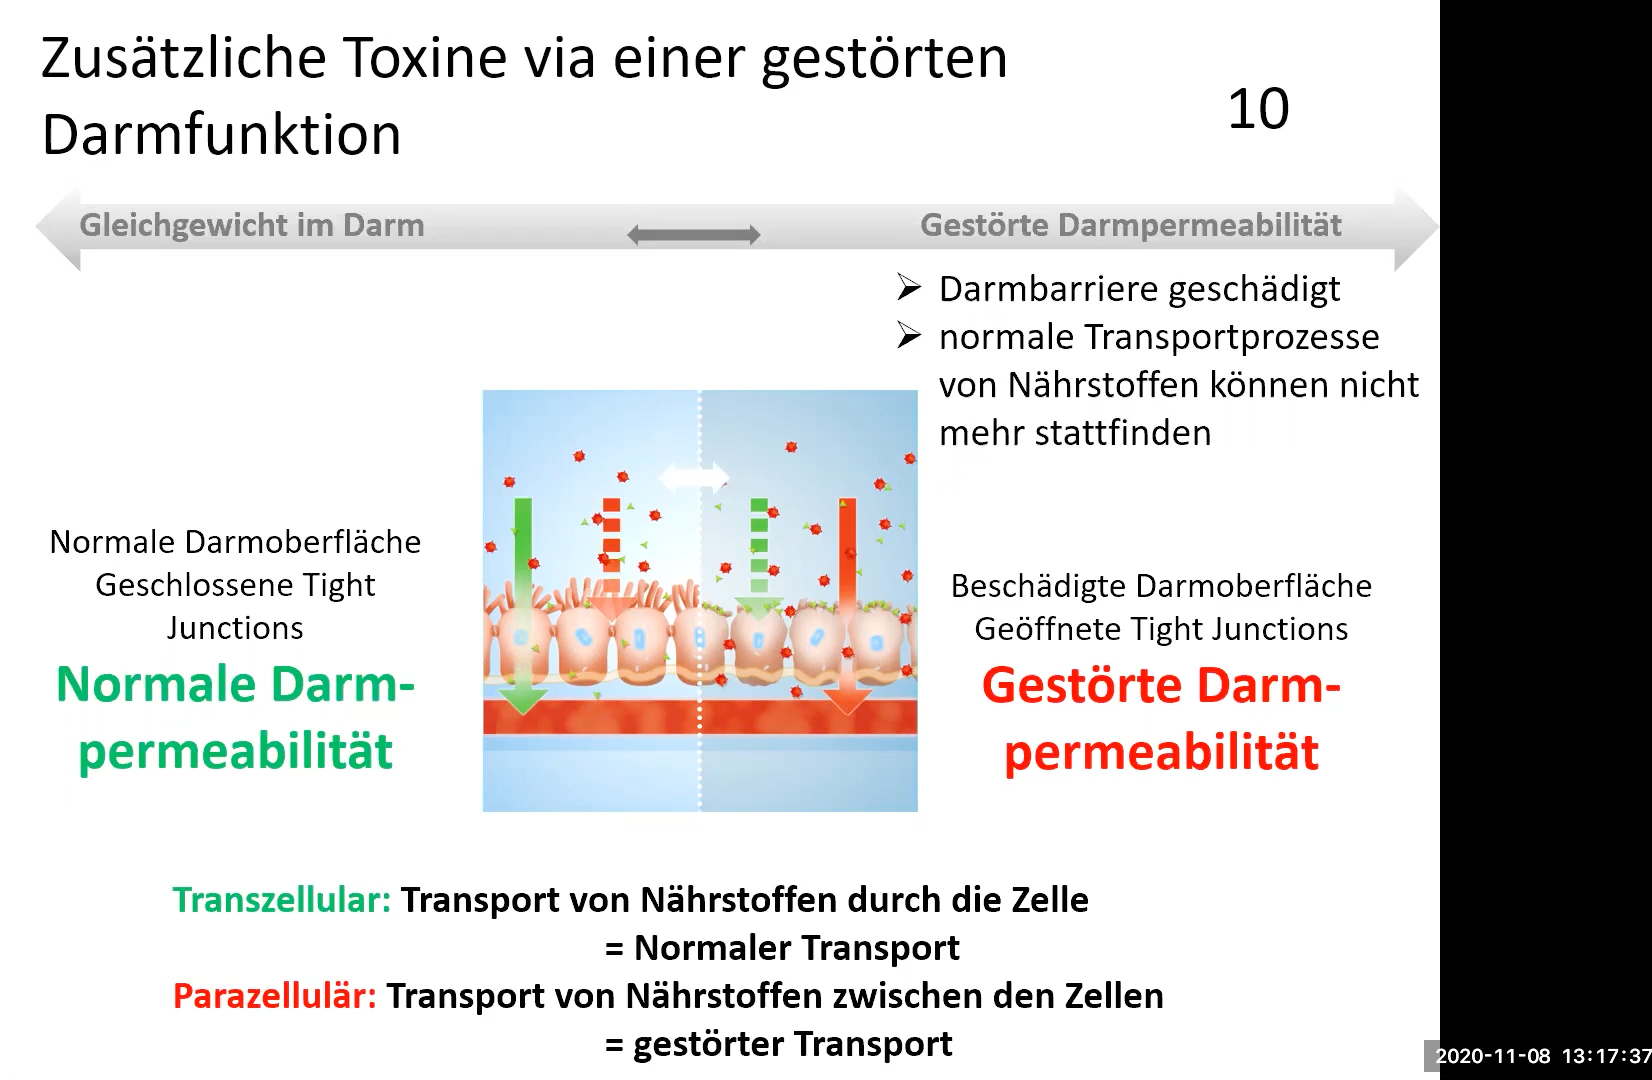 Zusätzliche Toxine via einer gestörten
Darmfunktion
10
Gleichgewicht im Darm
Gestörte Darmpermeabilität
Darmbarriere geschädigt
normale Transportprozesse
von Nährstoffen können nicht
mehr stattfinden
Normale Darmoberfläche
Geschlossene Tight
Junctions
Normale Darm-
permeabilität
Beschädigte Darmoberfläche
Geöffnete Tight Junctions
Gestörte Darm-
permeabilität
Transzellular: Transport von Nährstoffen durch die Zelle
= Normaler Transport
Parazellulär: Transport von Nährstoffen zwischen den Zellen
= gestörter Transport
2020-11-08 13:17:37